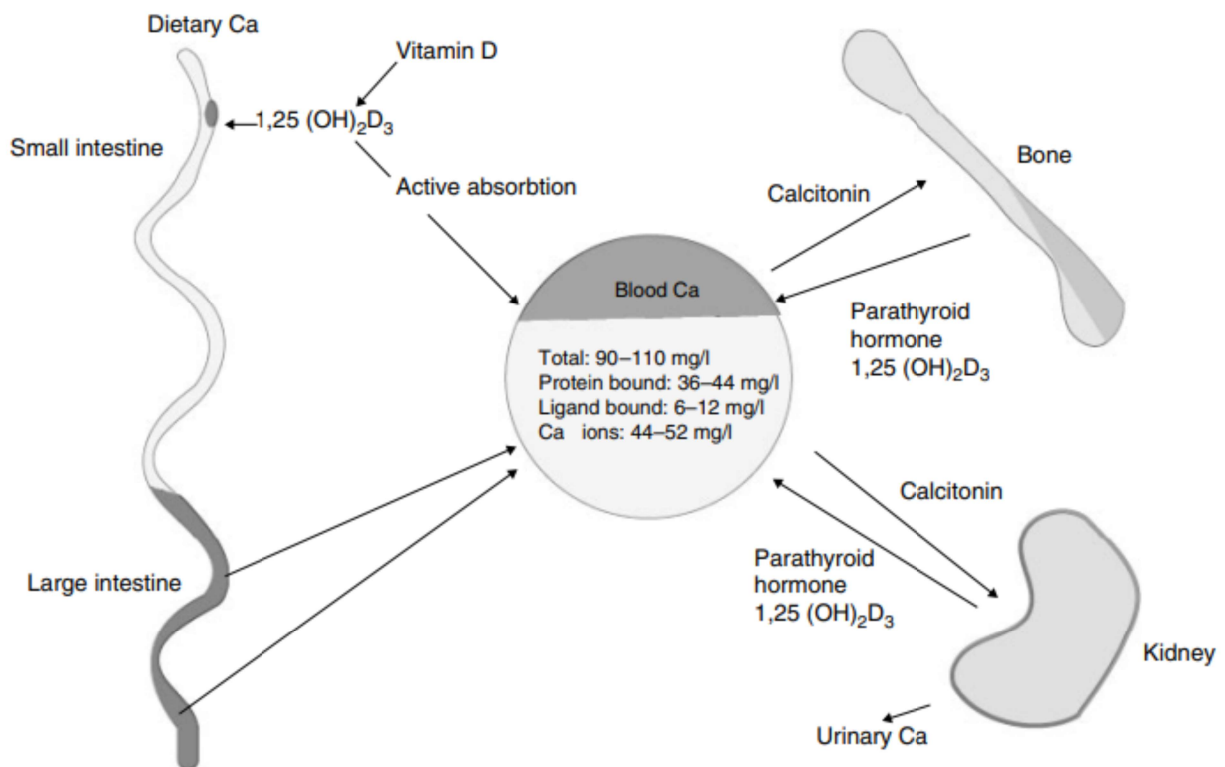 Dietary Ca
Vitamin D
1,25 (OH)₂D₃
Small intestine
Active absorbtion
Bone
Calcitonin
Blood Ca
Total: 90–110 mg/l
Protein bound: 36–44 mg/l
Ligand bound: 6–12 mg/l
Ca ions: 44–52 mg/l
Parathyroid
hormone
1,25 (OH)₂D₃
Calcitonin
Parathyroid
hormone
1,25 (OH)₂D₃
Large intestine
Kidney
Urinary Ca